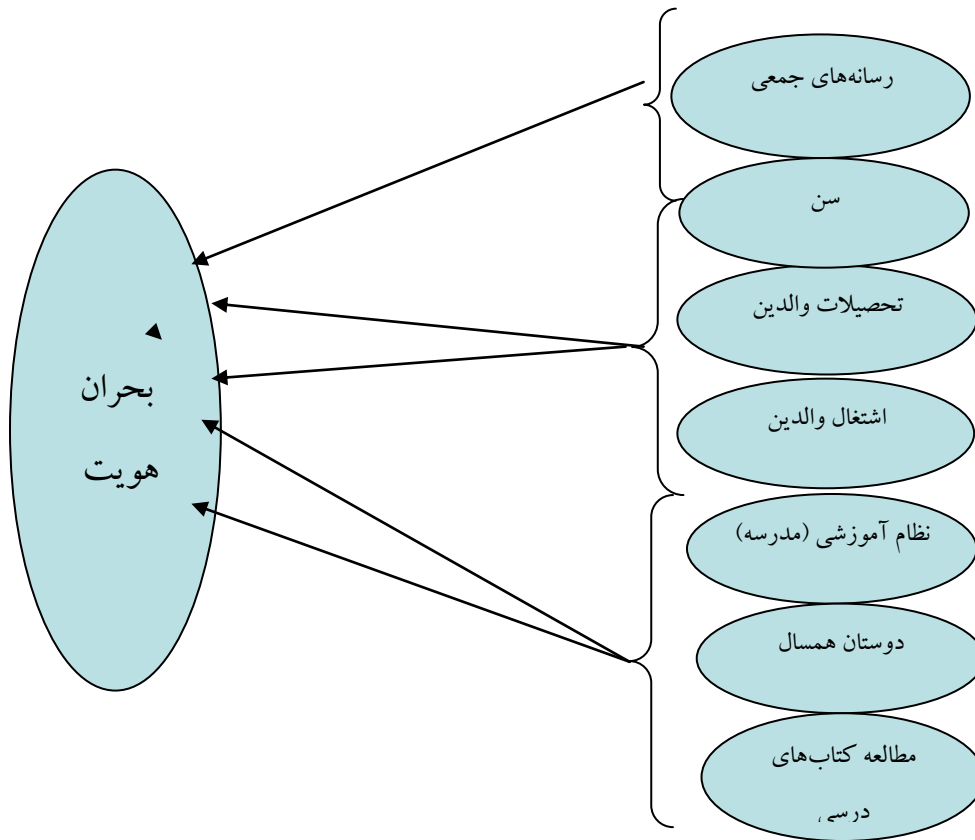 رسانه‌های جمعی
سن
تحصیلات والدین
اشتغال والدین
نظام آموزشی (مدرسه)
دوستان همسال
مطالعه کتاب‌های
درسی
بحران
هویت